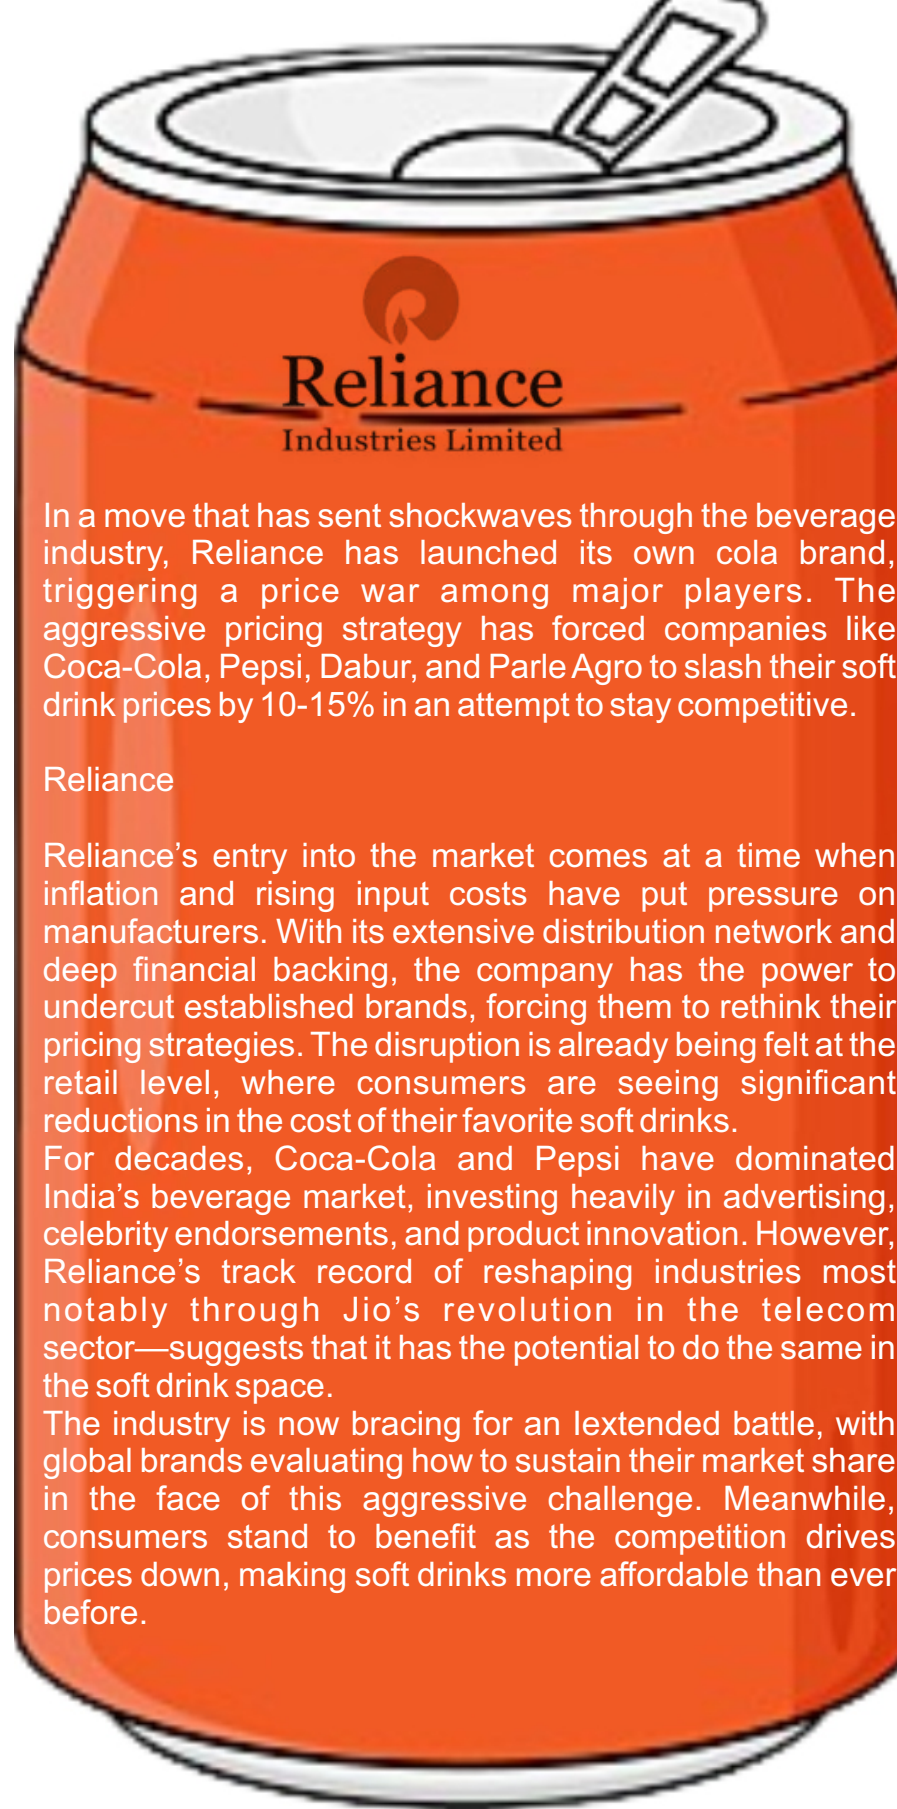 Reliance
Industries Limited
In a move that has sent shockwaves through the beverage
industry, Reliance has launched its own cola brand,
triggering a price war among major players. The
aggressive pricing strategy has forced companies like
Coca-Cola, Pepsi, Dabur, and Parle Agro to slash their soft
drink prices by 10-15% in an attempt to stay competitive.
Reliance
Reliance’s entry into the market comes at a time when
inflation and rising input costs have put pressure on
manufacturers. With its extensive distribution network and
deep financial backing, the company has the power to
undercut established brands, forcing them to rethink their
pricing strategies. The disruption is already being felt at the
retail level, where consumers are seeing significant
reductions in the cost of their favorite soft drinks.
For decades, Coca-Cola and Pepsi have dominated
India’s beverage market, investing heavily in advertising,
celebrity endorsements, and product innovation. However,
Reliance’s track record of reshaping industries most
notably through Jio’s revolution in the telecom
sector—suggests that it has the potential to do the same in
the soft drink space.
The industry is now bracing for an Iextended battle, with
global brands evaluating how to sustain their market share
in the face of this aggressive challenge. Meanwhile,
consumers stand to benefit as the competition drives
prices down, making soft drinks more affordable than ever
before.